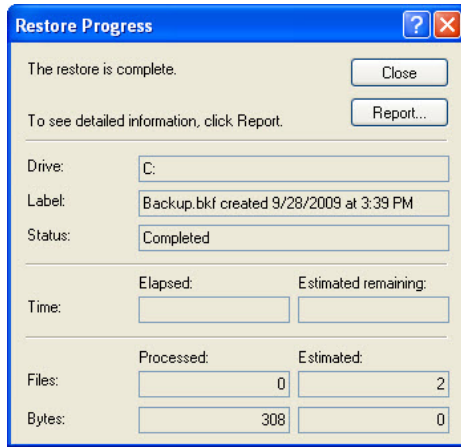 Restore Progress
The restore is complete.
Close
To see detailed information, click Report.
Report...
Drive: C:
Label: Backup.bkf created 9/28/2009 at 3:39 PM
Status: Completed
Elapsed: Estimated remaining:
Time:
Processed: Estimated:
Files: 0 2
Bytes: 308 0